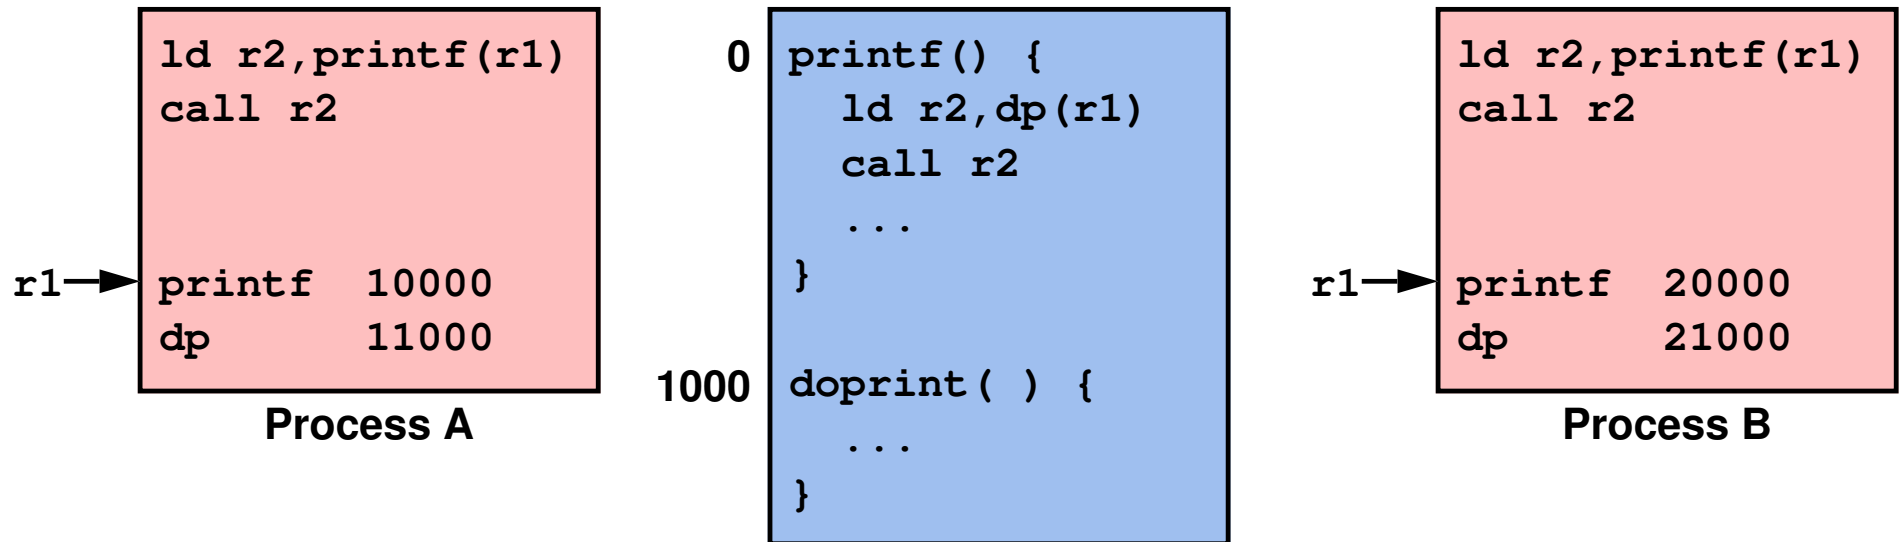 ld r2,printf(r1)
call r2
r1
printf 10000
dp 11000
Process A
0
printf() {
ld r2,dp(r1)
call r2
...
}
1000
doprint( ) {
...
}
ld r2,printf(r1)
call r2
r1
printf 20000
dp 21000
Process B